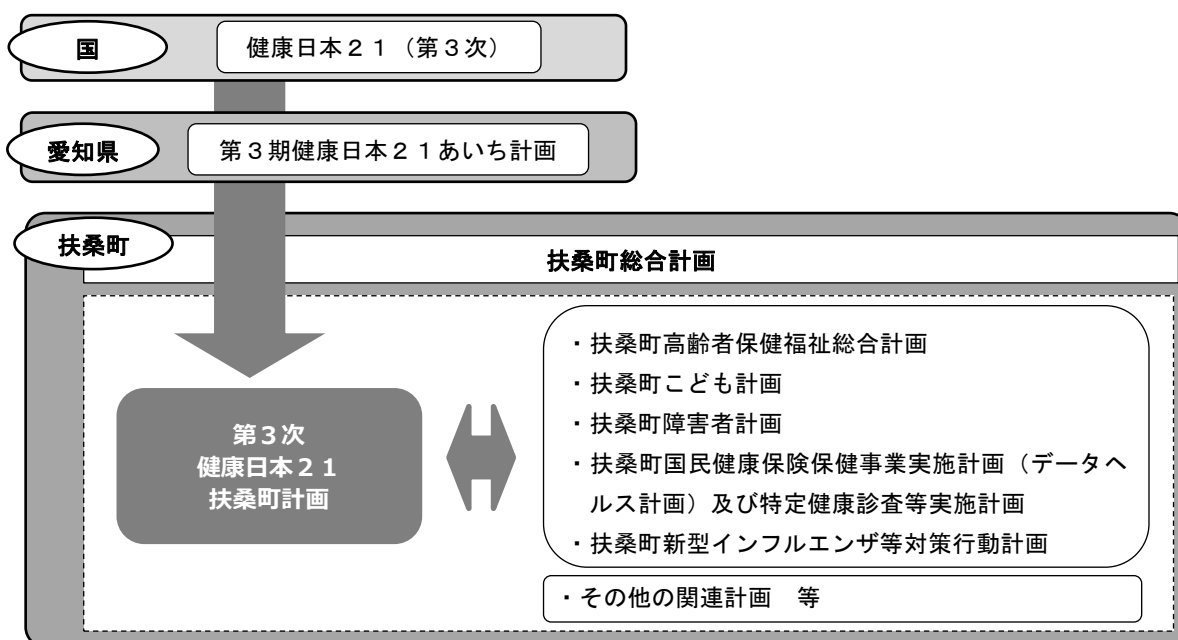 国
健康日本２１（第３次）
愛知県
第３期健康日本２１あいち計画
扶桑町
扶桑町総合計画
第３次
健康日本２１
扶桑町計画
・扶桑町高齢者保健福祉総合計画
・扶桑町こども計画
・扶桑町障害者計画
・扶桑町国民健康保険保健事業実施計画（データヘ
ルス計画）及び特定健康診査等実施計画
・扶桑町新型インフルエンザ等対策行動計画
・その他の関連計画　等